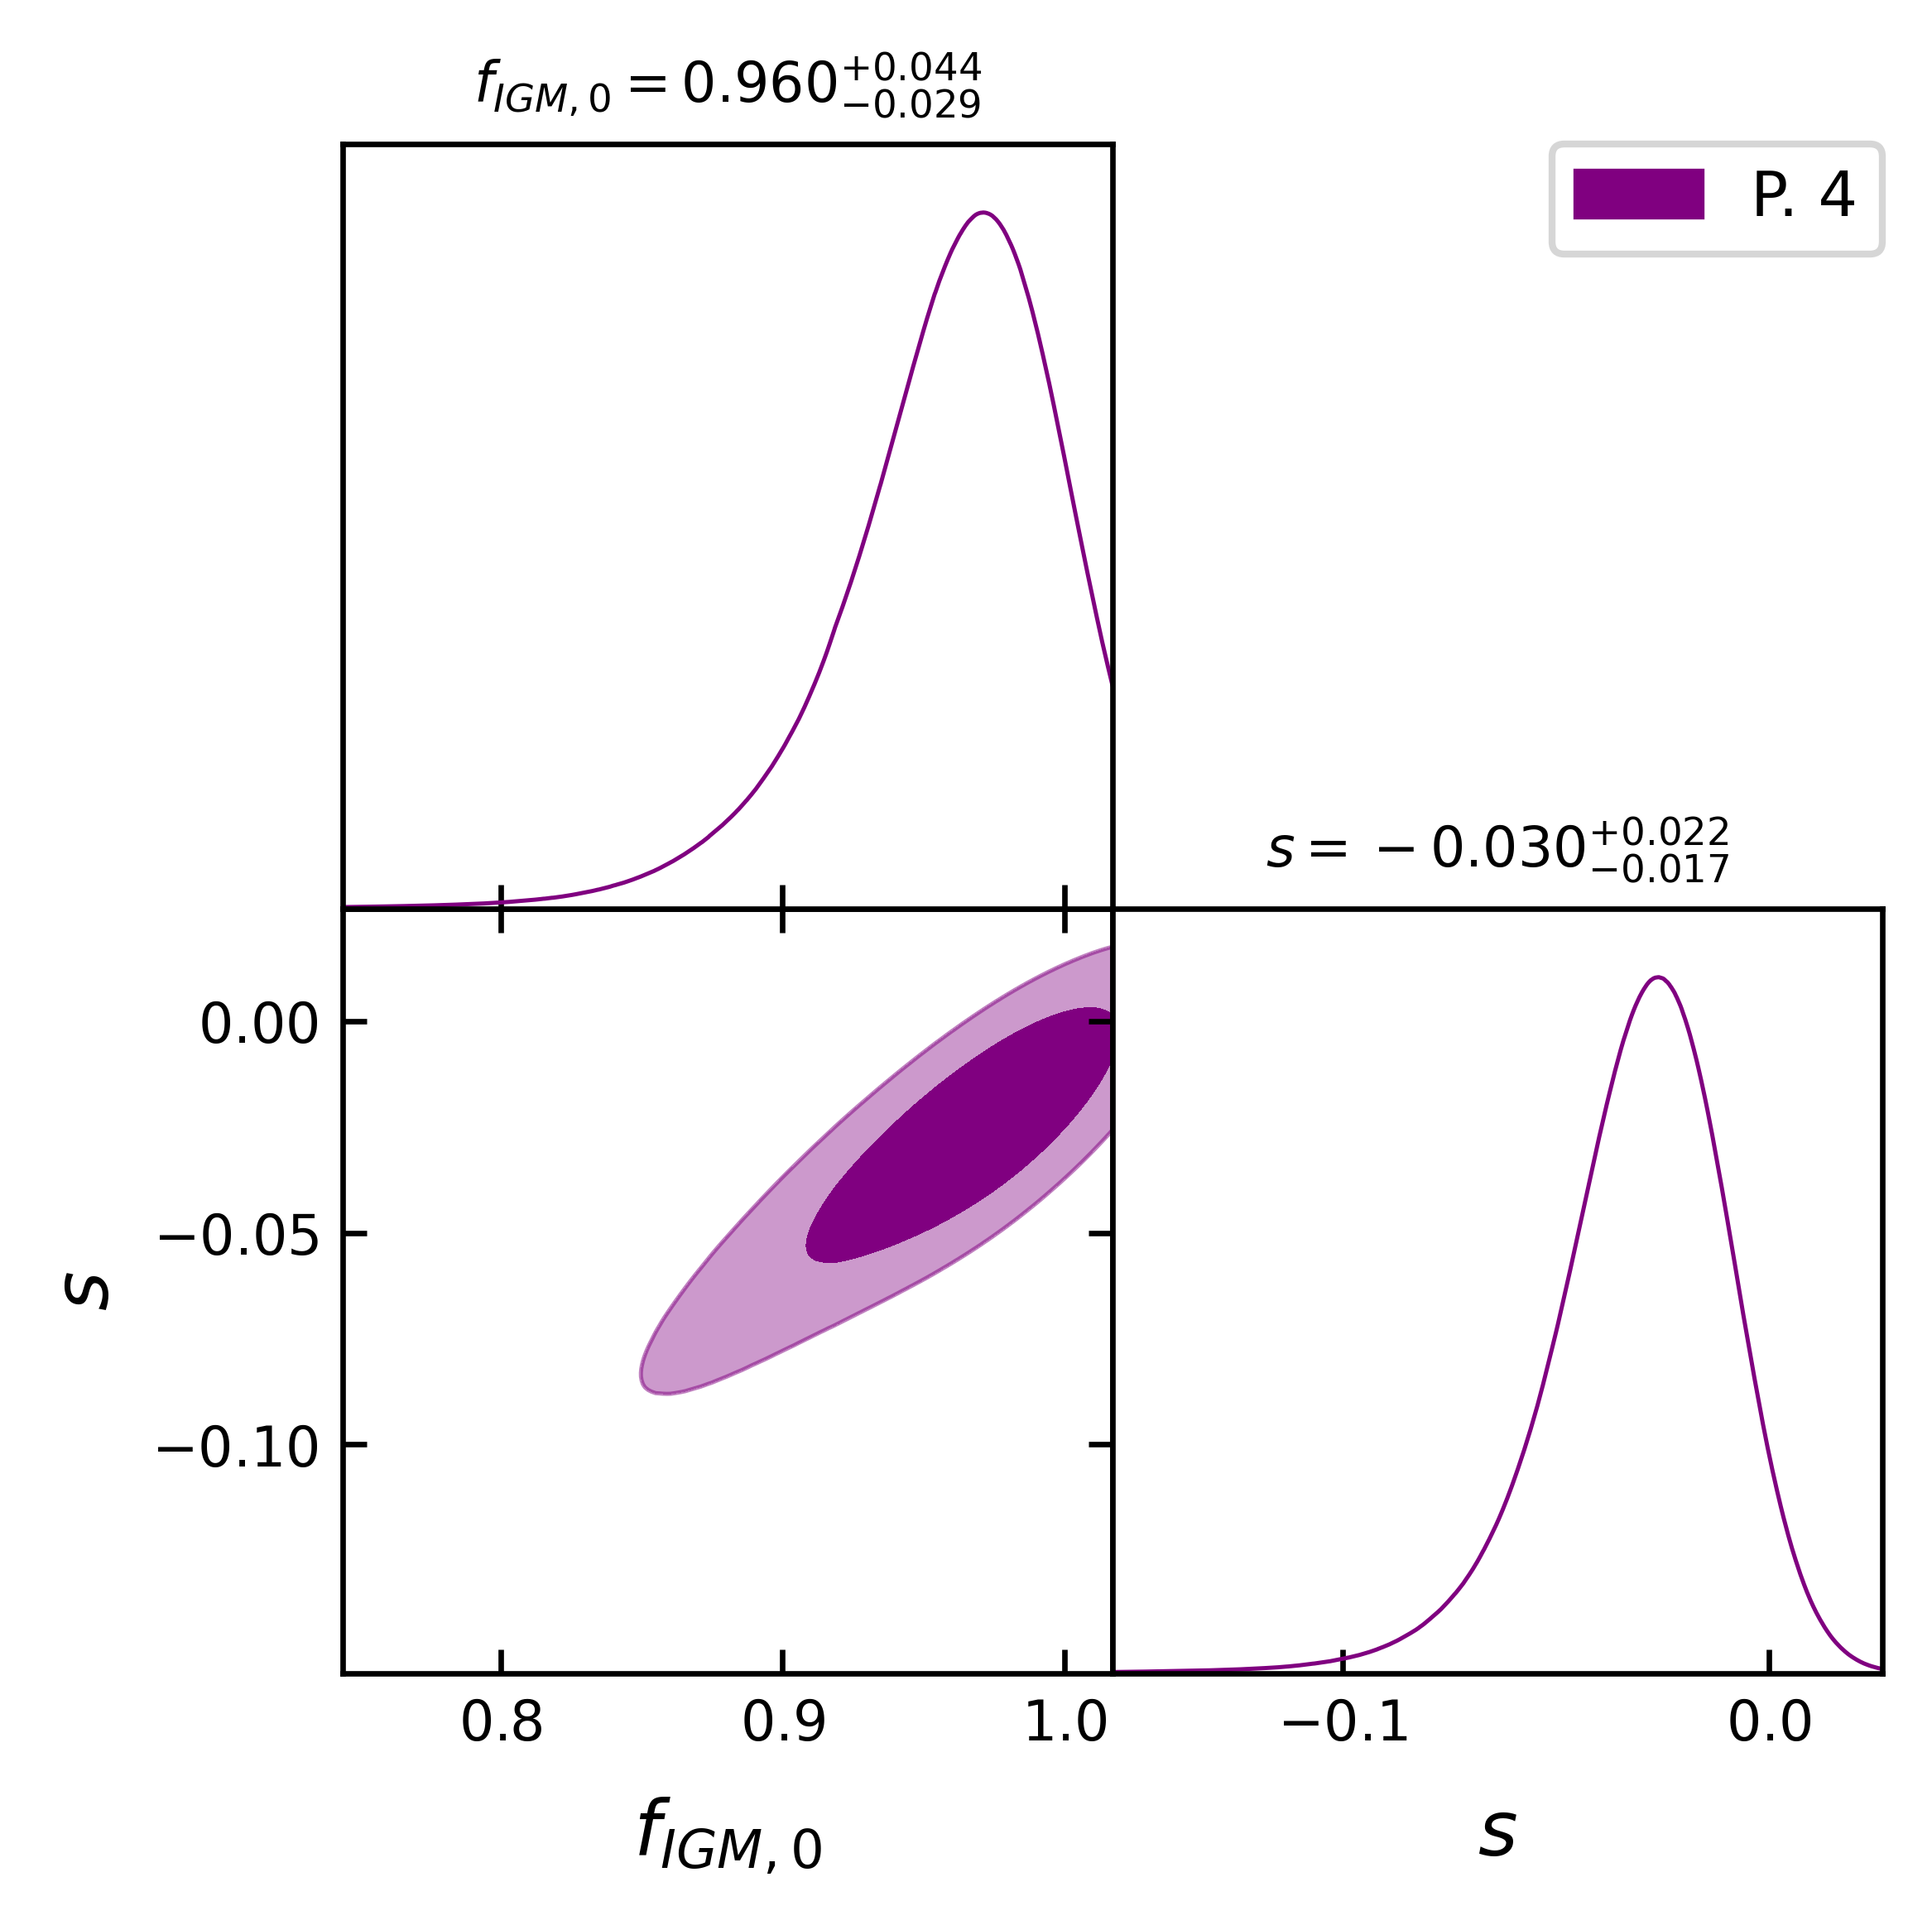 f_{IGM, 0} = 0.960^{+0.044}_{-0.029}
P. 4
s = −0.030^{+0.022}_{−0.017}
0.00
−0.05
−0.10
s
0.8 0.9 1.0 −0.1 0.0
f_{IGM, 0} s